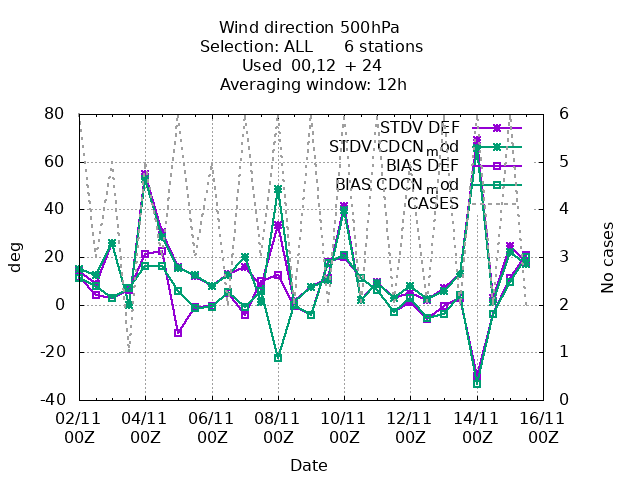 Wind direction 500hPa
Selection: ALL 6 stations
Used 00,12 + 24
Averaging window: 12h
80 6
STDV DEF
STDV CDCN_mod
60 5
BIAS DEF
BIAS CDCN_mod
40 4
CASES
20 3
deg
No cases
0 2
-20 1
-40 0
02/11 04/11 06/11 08/11 10/11 12/11 14/11 16/11
00Z 00Z 00Z 00Z 00Z 00Z 00Z 00Z
Date